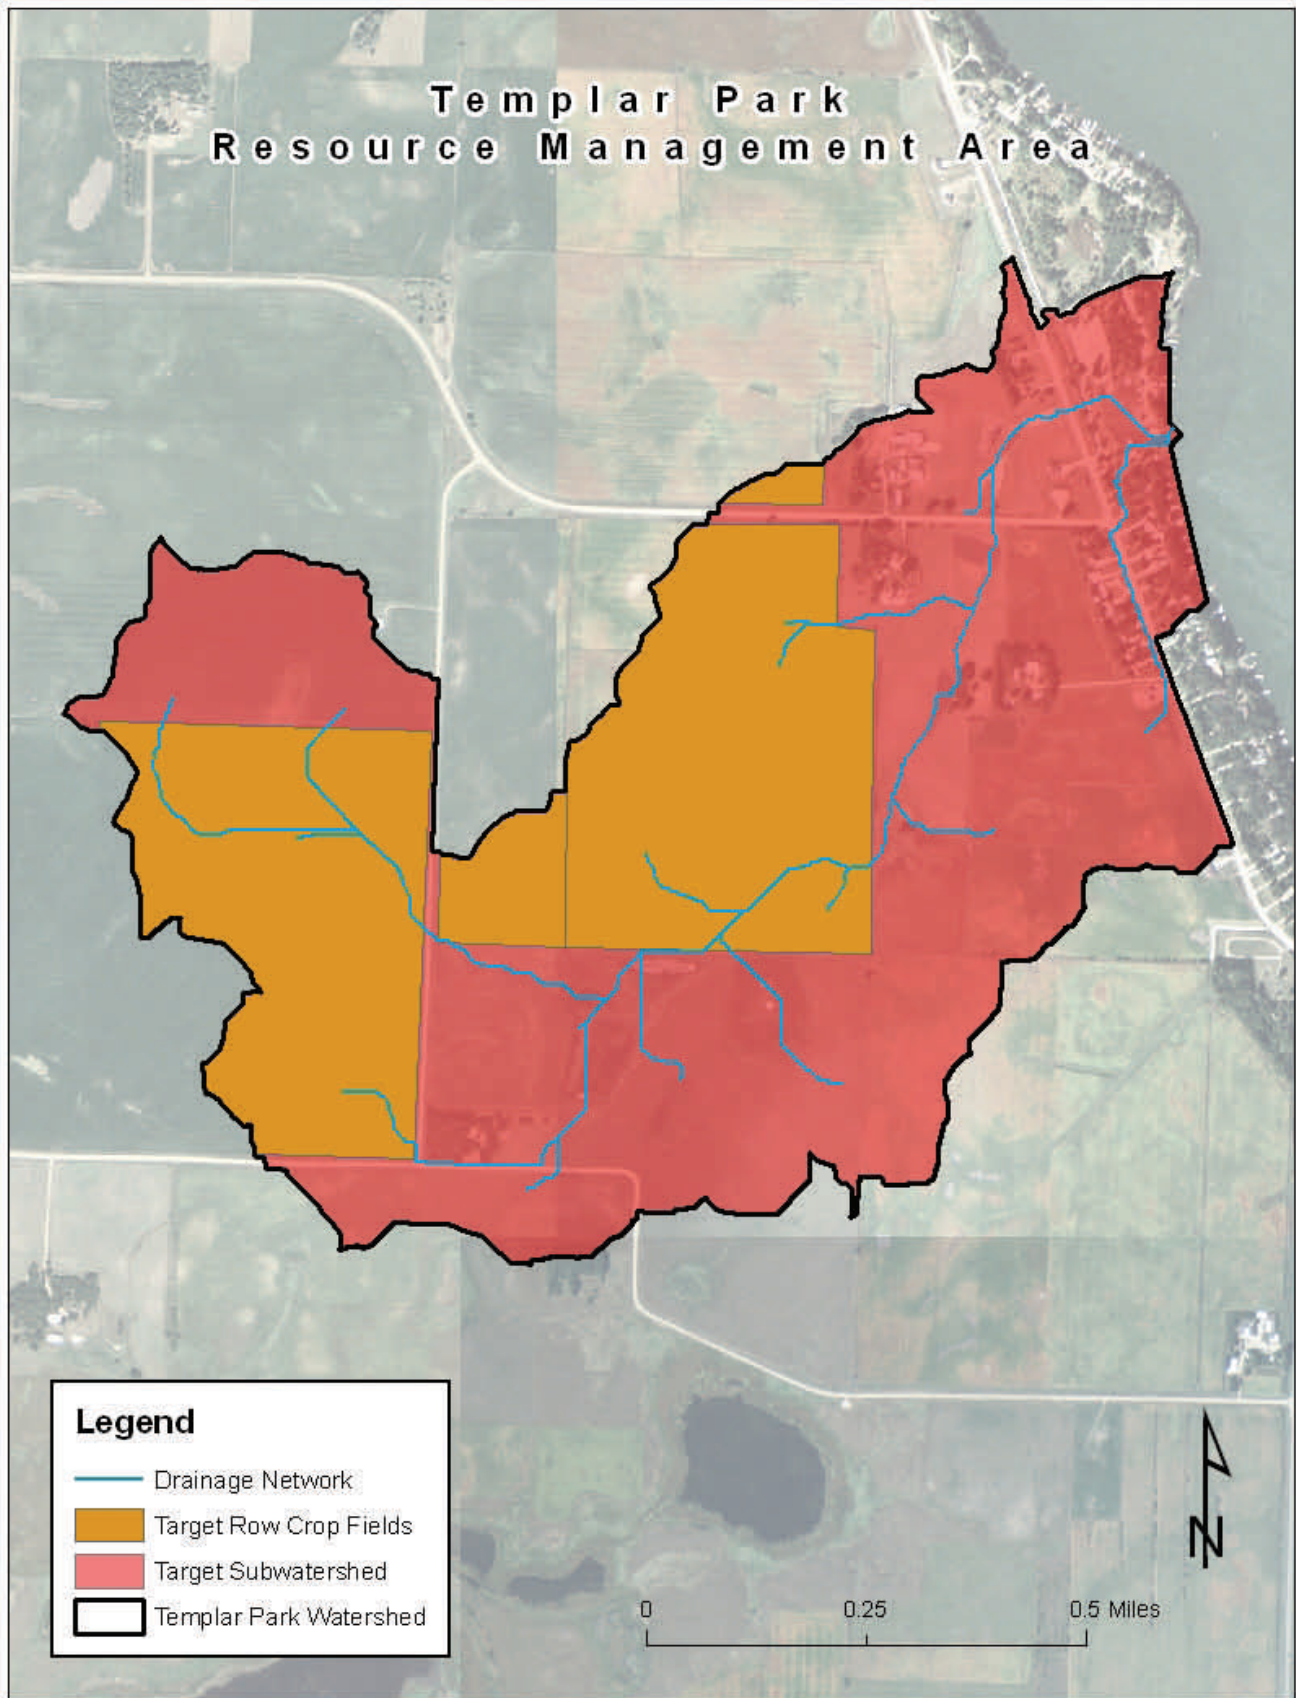 Templar Park
Resource Management Area
Legend
Drainage Network
Target Row Crop Fields
Target Subwatershed
Templar Park Watershed
0 0.25 0.5 Miles
N